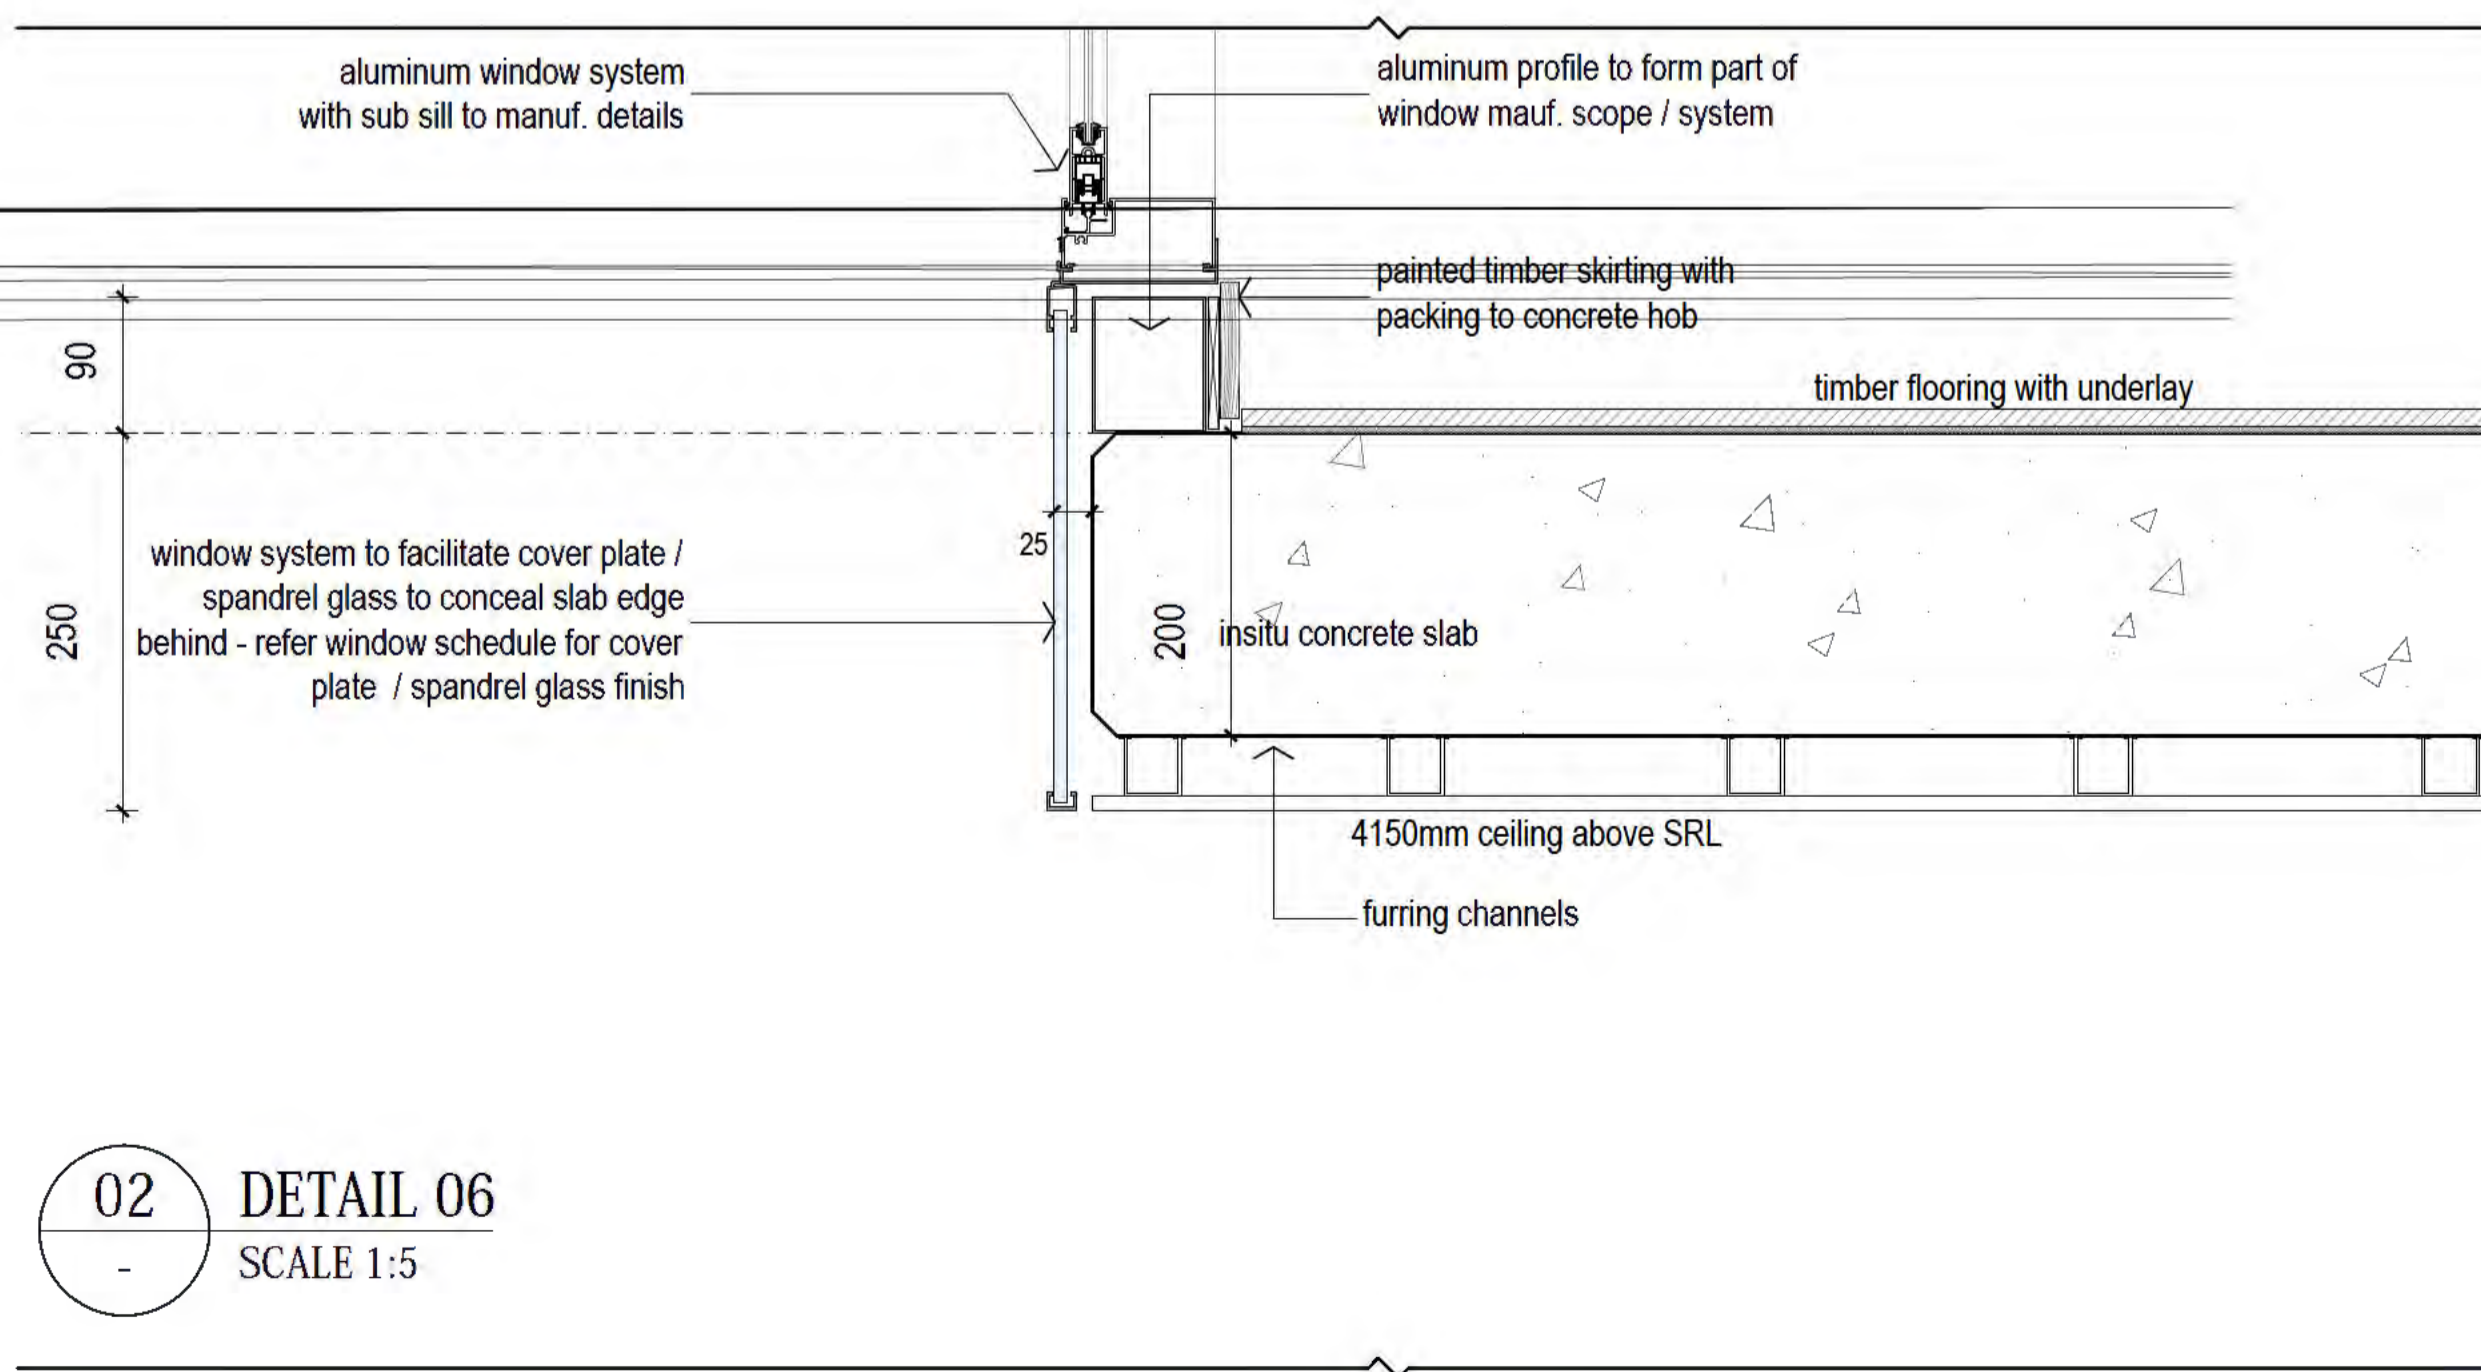 aluminum window system
with sub sill to manuf. details
aluminum profile to form part of
window mauf. scope / system
painted timber skirting with
packing to concrete hob
90
timber flooring with underlay
25
window system to facilitate cover plate /
spandrel glass to conceal slab edge
behind - refer window schedule for cover
plate / spandrel glass finish
250
200
insitu concrete slab
4150mm ceiling above SRL
furring channels
02
-
DETAIL 06
SCALE 1:5